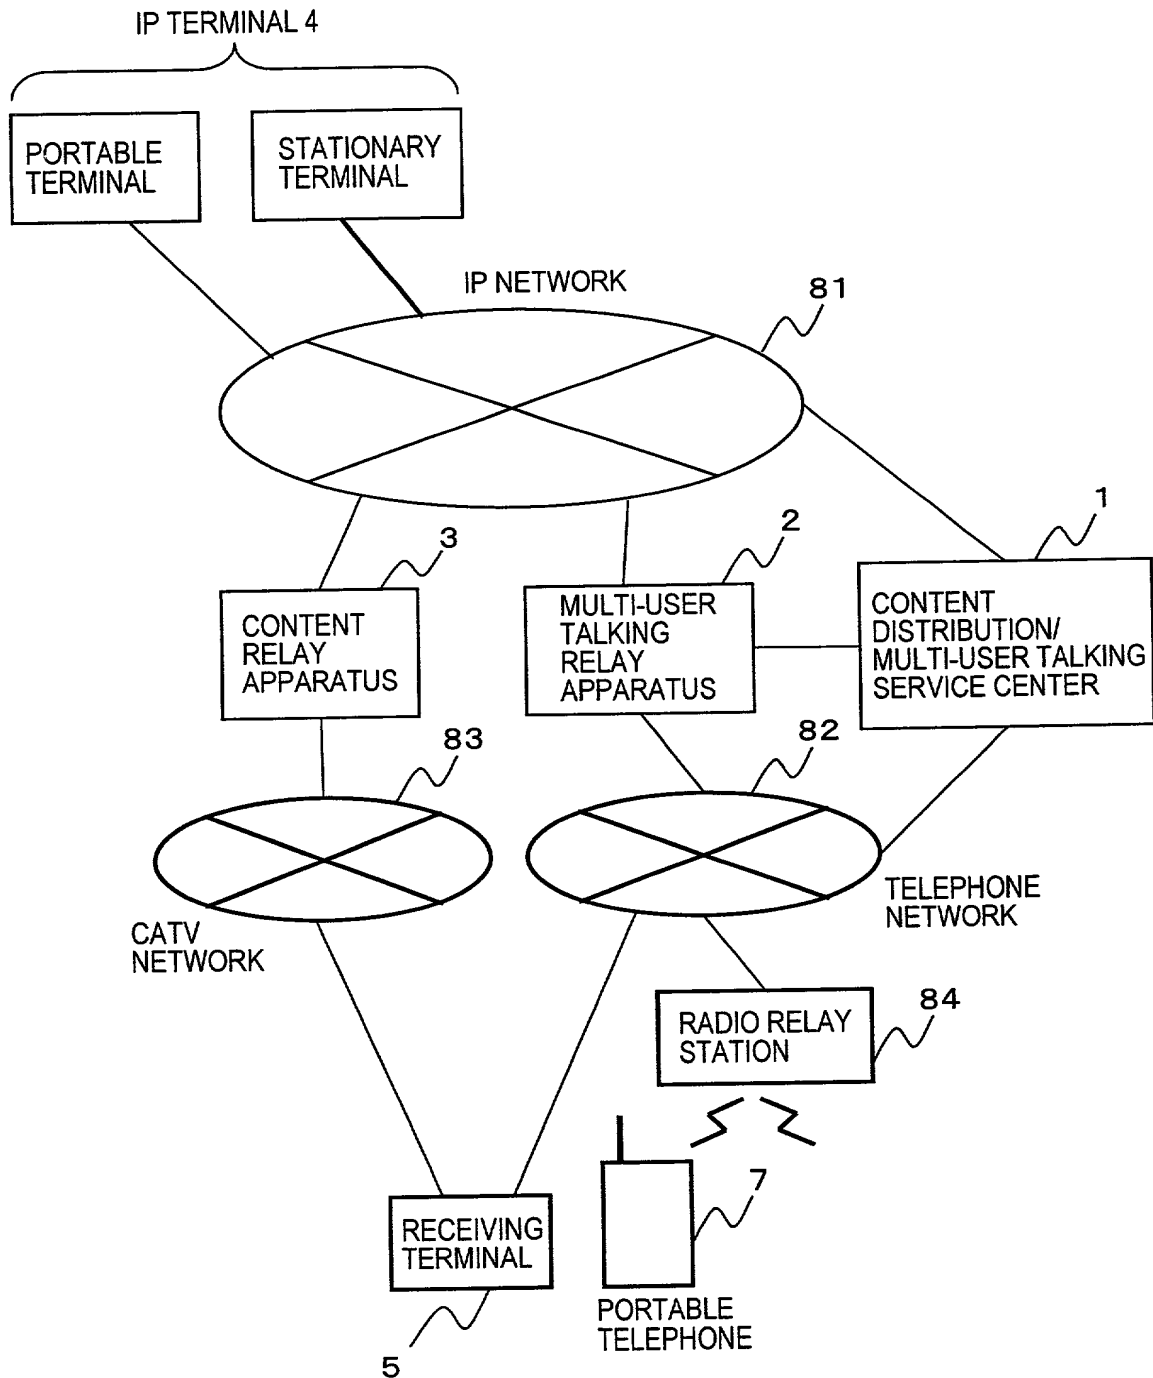 IP TERMINAL 4
PORTABLE
TERMINAL
STATIONARY
TERMINAL
IP NETWORK
81
3
2
1
CONTENT
RELAY
APPARATUS
MULTI-USER
TALKING
RELAY
APPARATUS
CONTENT
DISTRIBUTION/
MULTI-USER TALKING
SERVICE CENTER
83
82
CATV
NETWORK
TELEPHONE
NETWORK
RADIO RELAY
STATION
84
7
RECEIVING
TERMINAL
5
PORTABLE
TELEPHONE